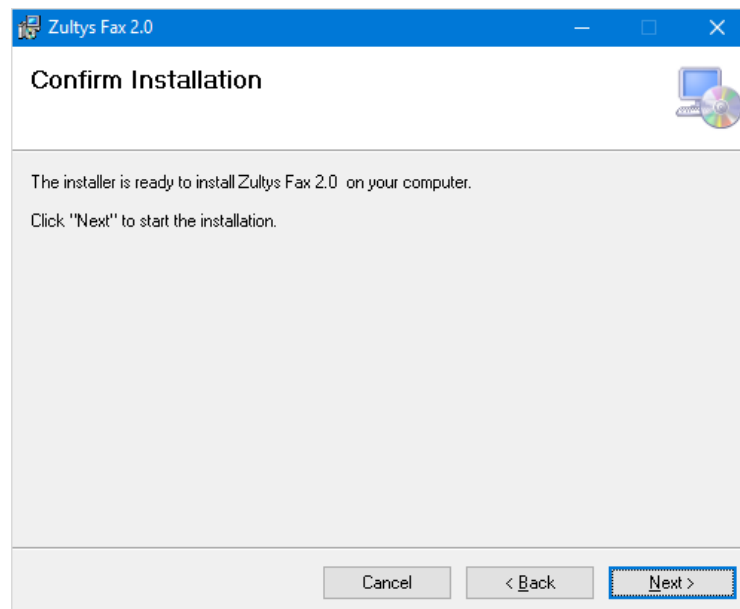 Zultys Fax 2.0
Confirm Installation
The installer is ready to install Zultys Fax 2.0  on your computer.
Click "Next" to start the installation.
Cancel
< Back
Next >